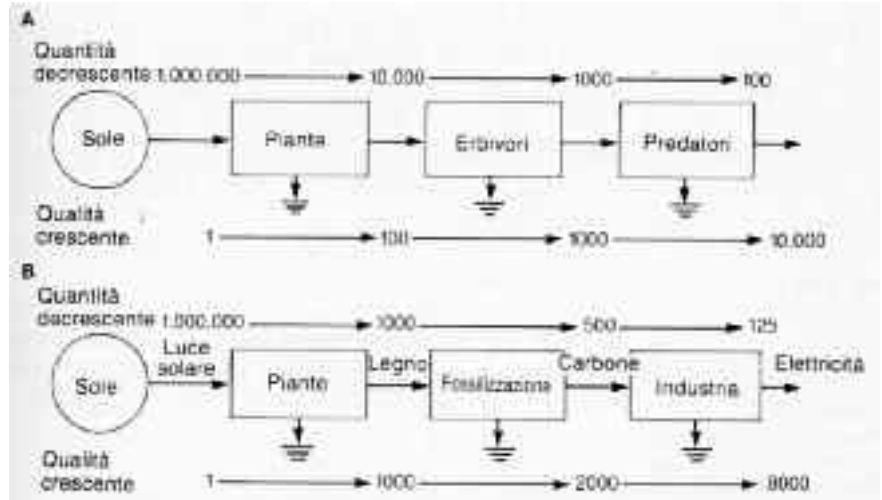 A
Quantità
decrescente 1.000.000 10.000 1000 100
Sole Piante Erbivori Predatori
Qualità
crescente 1 100 1000 10.000
B
Quantità
decrescente 1.000.000 1000 500 125
Luce
solare Legno Carbone Elettricità
Sole Piante Fossilizzazione Industria
Qualità
crescente 1 1000 2000 8000